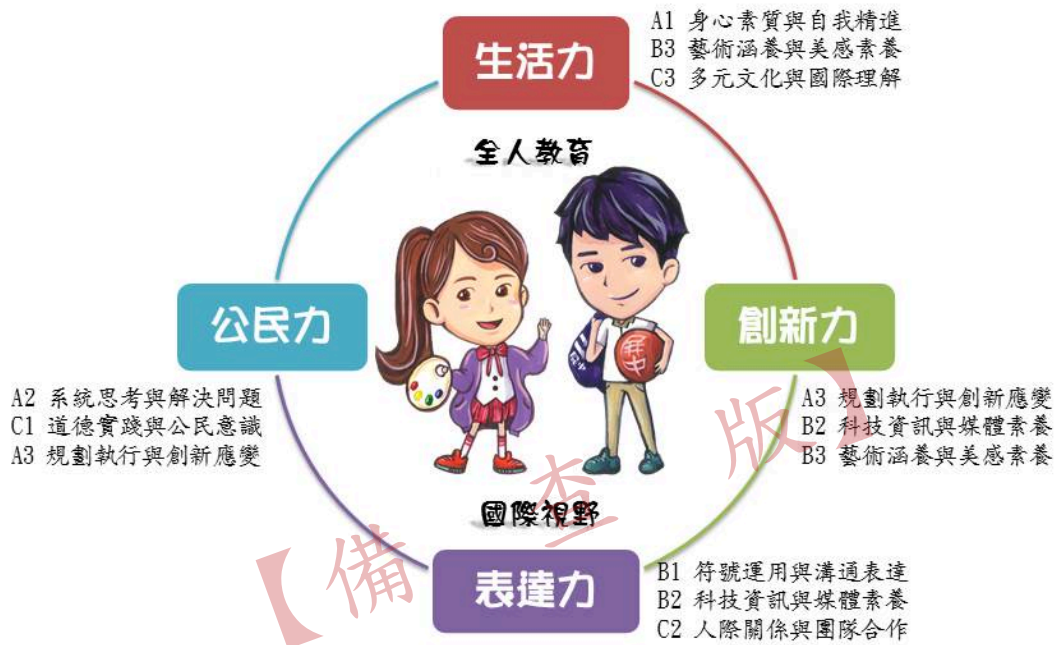 生活力
A1 身心素質與自我精進
B3 藝術涵養與美感素養
C3 多元文化與國際理解
全人教育
公民力
A2 系統思考與解決問題
C1 道德實踐與公民意識
A3 規劃執行與創新應變
屏中
創新力
A3 規劃執行與創新應變
B2 科技資訊與媒體素養
B3 藝術涵養與美感素養
國際視野
表達力
B1 符號運用與溝通表達
B2 科技資訊與媒體素養
C2 人際關係與團隊合作
【備查版】